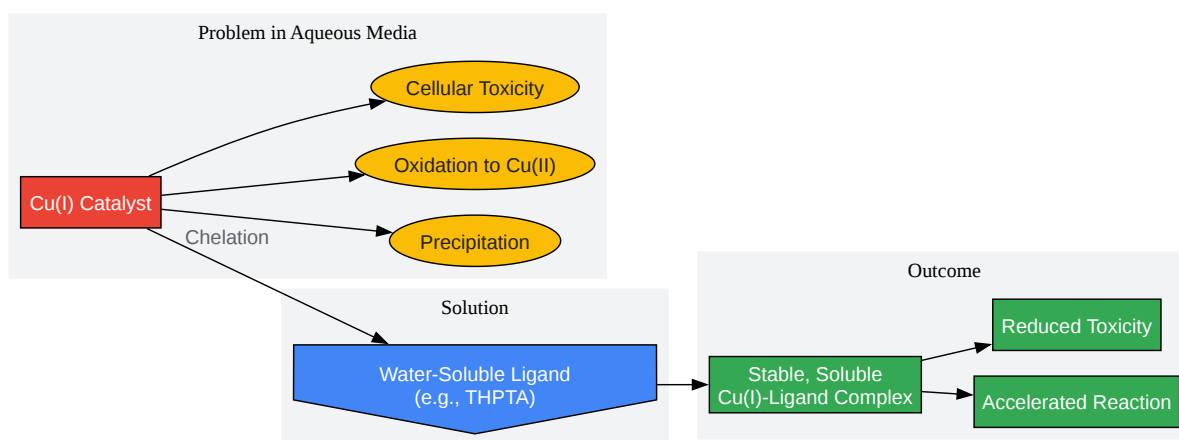 Problem in Aqueous Media
Cellular Toxicity
Oxidation to Cu(II)
Cu(I) Catalyst
Chelation
Precipitation
Solution
Water-Soluble Ligand
(e.g., THPTA)
Outcome
Stable, Soluble
Cu(I)-Ligand Complex
Reduced Toxicity
Accelerated Reaction